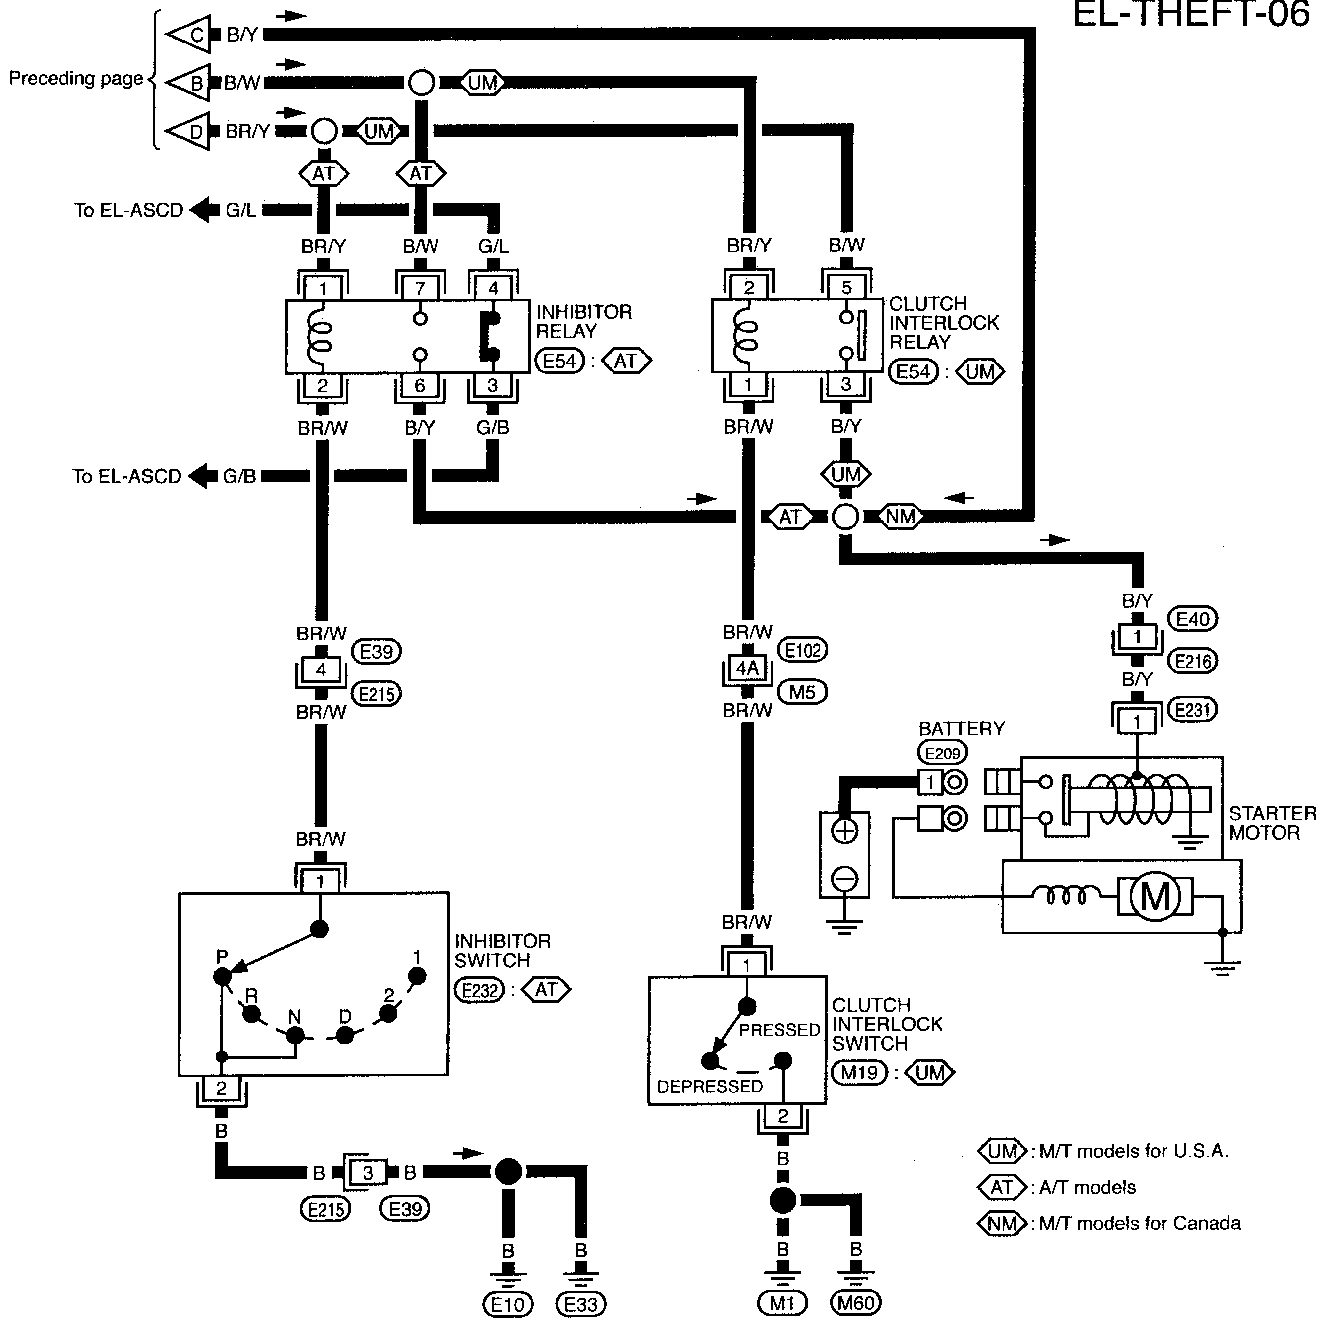 EL-THEFT-06
C B/Y
Preceding page
B B/W UM
D BR/Y UM
AT AT
To EL-ASCD G/L
BR/Y B/W G/L BR/Y B/W
1 7 4 2 5
INHIBITOR
RELAY
E54 : AT
CLUTCH
INTERLOCK
RELAY
E54 : UM
2 6 3 1 3
BR/W B/Y G/B BR/W B/Y
To EL-ASCD G/B
UM
AT NM
B/Y
BR/W
4
E39
E215
BR/W
BR/W
4A
E102
M5
BR/W
1
E40
E216
B/Y
1
E231
BATTERY
E209
1
+
−
M
STARTER
MOTOR
BR/W
1
P R N D 2 1
INHIBITOR
SWITCH
E232 : AT
2
BR/W
1
PRESSED
DEPRESSED
CLUTCH
INTERLOCK
SWITCH
M19 : UM
2
B
B 3 B
E215 E39
B B
E10 E33
B
B B
M1 M60
UM : M/T models for U.S.A.
AT : A/T models
NM : M/T models for Canada